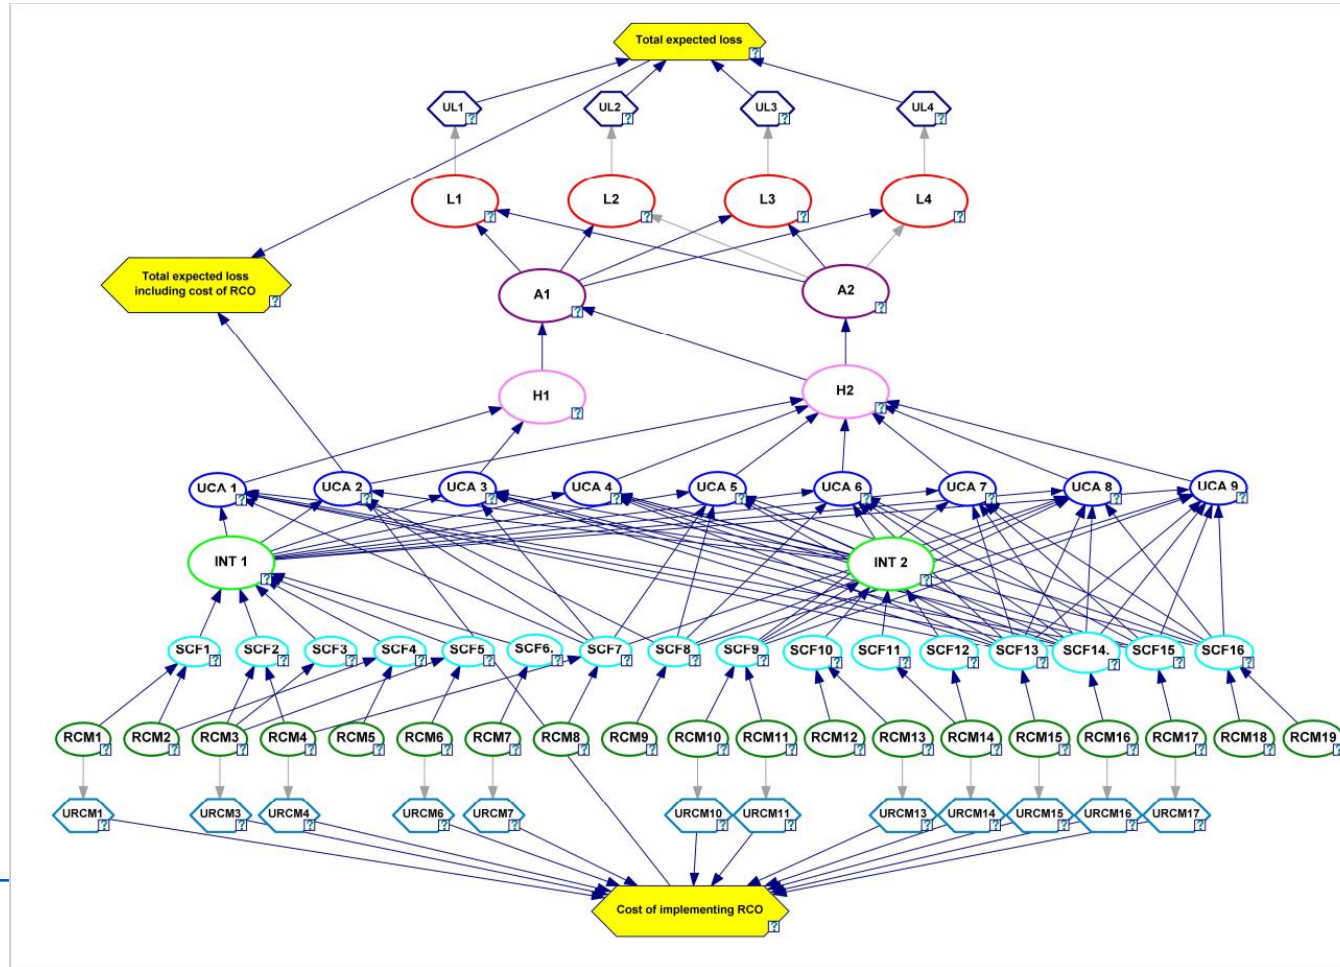 Total expected loss
?
UL1
?
UL2
?
UL3
?
UL4
?
L1
?
L2
?
L3
?
L4
?
Total expected loss
including cost of RCO
?
A1
?
A2
?
H1
?
H2
?
UCA 1
?
UCA 2
?
UCA 3
?
UCA 4
?
UCA 5
?
UCA 6
?
UCA 7
?
UCA 8
?
UCA 9
?
INT 1
?
INT 2
?
SCF1
?
SCF2
?
SCF3
?
SCF4
?
SCF5
?
SCF6.
?
SCF7
?
SCF8
?
SCF9
?
SCF10
?
SCF11
?
SCF12
?
SCF13
?
SCF14.
?
SCF15
?
SCF16
?
RCM1
?
RCM2
?
RCM3
?
RCM4
?
RCM5
?
RCM6
?
RCM7
?
RCM8
?
RCM9
?
RCM10
?
RCM11
?
RCM12
?
RCM13
?
RCM14
?
RCM15
?
RCM16
?
RCM17
?
RCM18
?
RCM19
?
URCM1
?
URCM3
?
URCM4
?
URCM6
?
URCM7
?
URCM10
?
URCM11
?
URCM13
?
URCM14
?
URCM15
?
URCM16
?
URCM17
?
Cost of implementing RCO
?